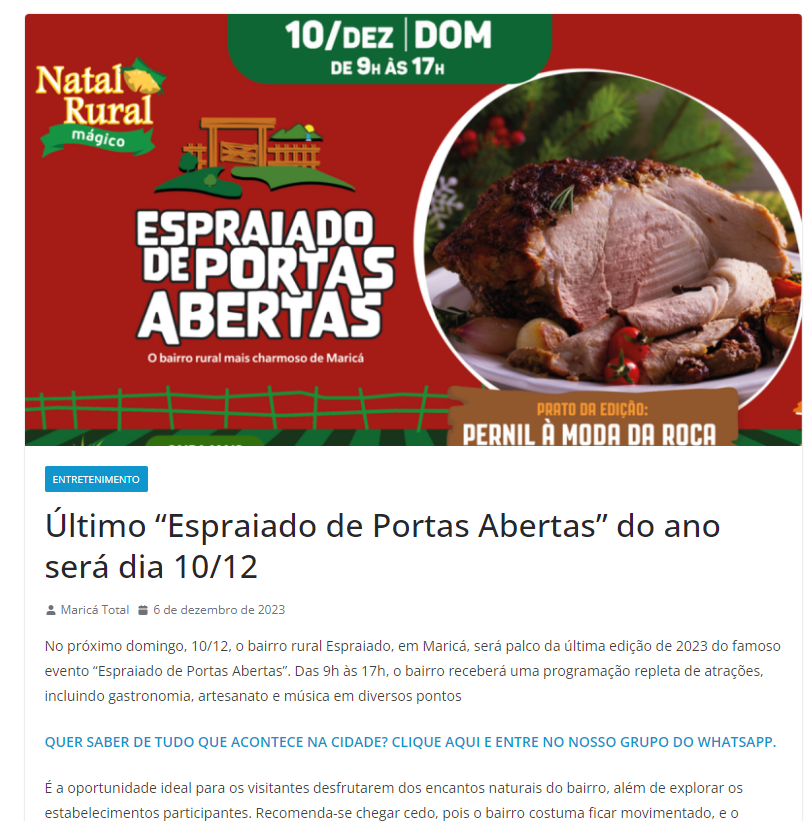 10/DEZ | DOM
DE 9H ÀS 17H
Natal
Rural
mágico
ESPRAIADO
DE PORTAS
ABERTAS
O bairro rural mais charmoso de Maricá
PRATO DA EDIÇÃO:
PERNIL À MODA DA ROÇA
ENTRETENIMENTO
Último “Espraiado de Portas Abertas” do ano
será dia 10/12
Maricá Total 6 de dezembro de 2023
No próximo domingo, 10/12, o bairro rural Espraiado, em Maricá, será palco da última edição de 2023 do famoso
evento “Espraiado de Portas Abertas”. Das 9h às 17h, o bairro receberá uma programação repleta de atrações,
incluindo gastronomia, artesanato e música em diversos pontos
QUER SABER DE TUDO QUE ACONTECE NA CIDADE? CLIQUE AQUI E ENTRE NO NOSSO GRUPO DO WHATSAPP.
É a oportunidade ideal para os visitantes desfrutarem dos encantos naturais do bairro, além de explorar os
estabelecimentos participantes. Recomenda-se chegar cedo, pois o bairro costuma ficar movimentado, e o